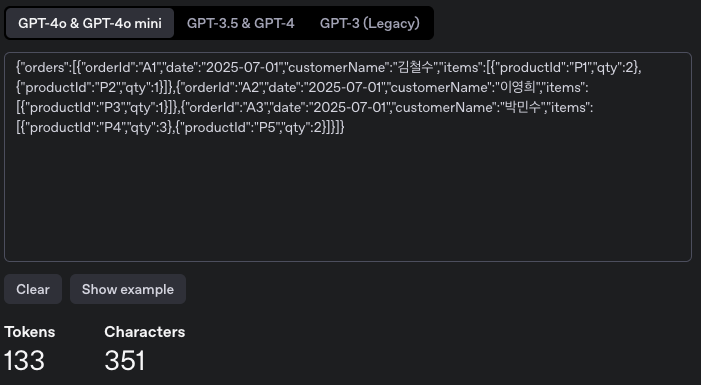 GPT-4o & GPT-4o mini GPT-3.5 & GPT-4 GPT-3 (Legacy)
{"orders":[{"orderId":"A1","date":"2025-07-01","customerName":"김철수","items":[{"productId":"P1","qty":2},
{"productId":"P2","qty":1}]},{"orderId":"A2","date":"2025-07-01","customerName":"이영희","items":
[{"productId":"P3","qty":1}]},{"orderId":"A3","date":"2025-07-01","customerName":"박민수","items":
[{"productId":"P4","qty":3},{"productId":"P5","qty":2}]}]}
Clear Show example
Tokens Characters
133 351